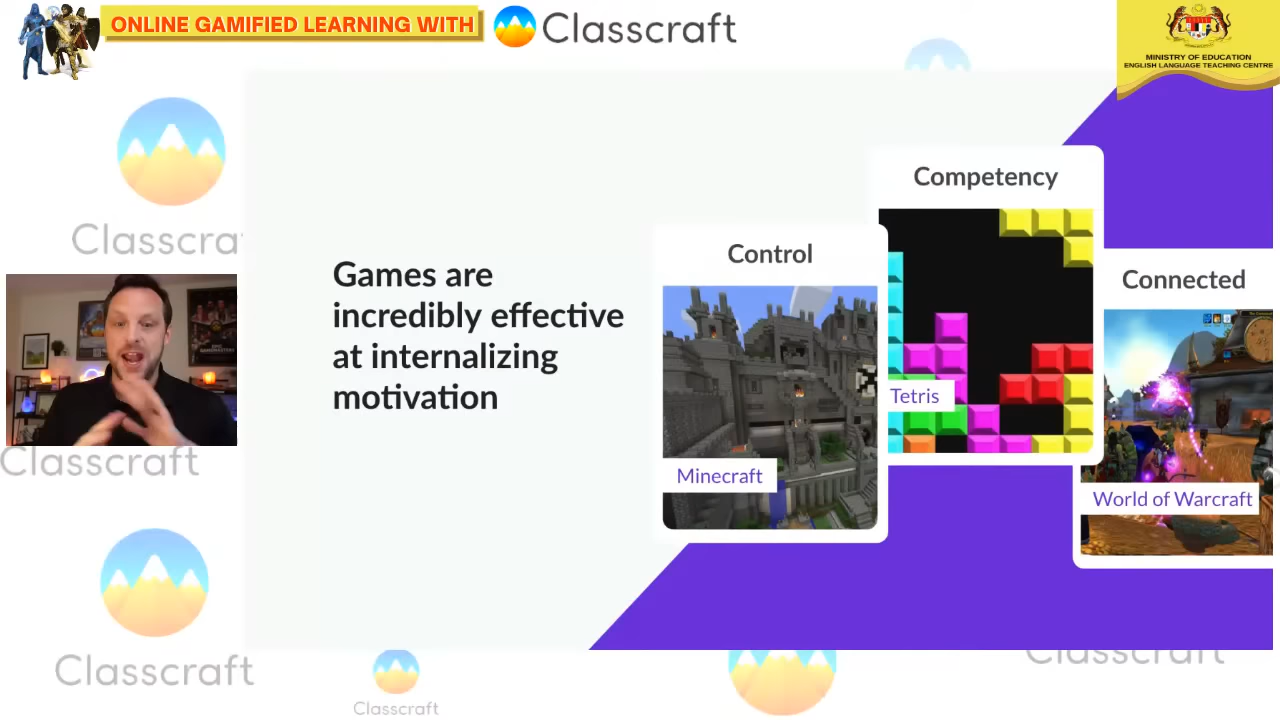 ONLINE GAMIFIED LEARNING WITH
Classcraft
MINISTRY OF EDUCATION
ENGLISH LANGUAGE TEACHING CENTRE
Classcra
Classcraft
Classcraft
Classcraft
Classcraft
Games are
incredibly effective
at internalizing
motivation
Control
Minecraft
Competency
Tetris
Connected
World of Warcraft